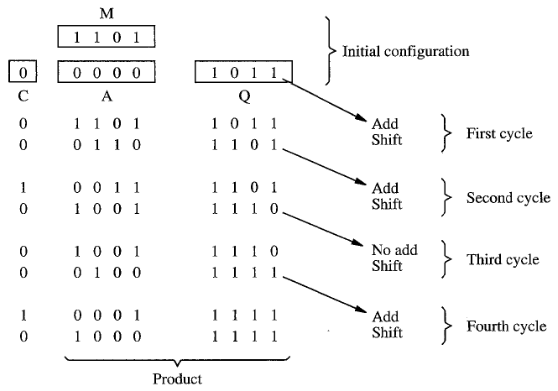 M
1 1 0 1
Initial configuration
0 0 0 0 0 1 0 1 1
C A Q
0 1 1 0 1 1 0 1 1 Add
First cycle
0 0 1 1 0 1 1 0 1 Shift
1 0 0 1 1 1 1 0 1 Add
Second cycle
0 1 0 0 1 1 1 1 0 Shift
0 1 0 0 1 1 1 1 0 No add
Third cycle
0 0 1 0 0 1 1 1 1 Shift
1 0 0 0 1 1 1 1 1 Add
Fourth cycle
0 1 0 0 0 1 1 1 1 Shift
Product